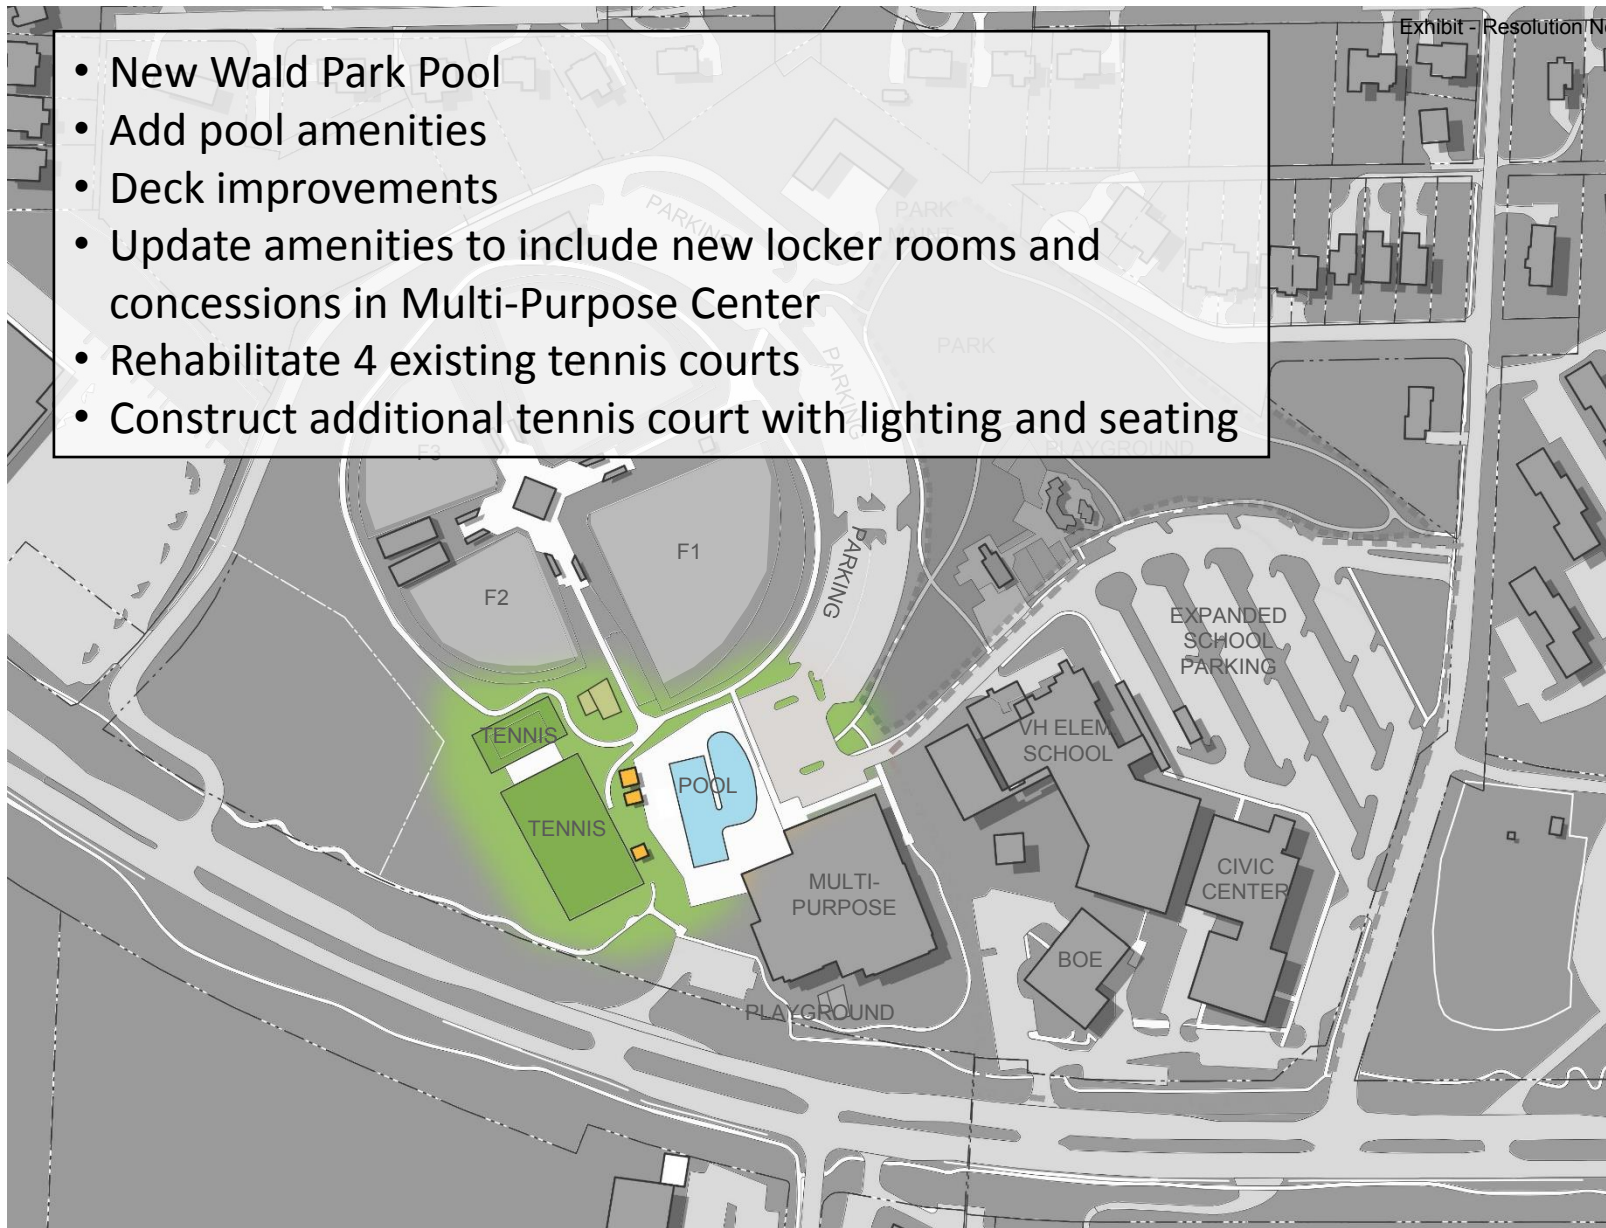 Exhibit - Resolution No
• New Wald Park Pool
• Add pool amenities
• Deck improvements
• Update amenities to include new locker rooms and
concessions in Multi-Purpose Center
• Rehabilitate 4 existing tennis courts
• Construct additional tennis court with lighting and seating
PARKING
PARK
MAINT
PARKING
PARK
PLAYGROUND
F3
F1
PARKING
F2
EXPANDED
SCHOOL
PARKING
TENNIS
VH ELEM.
SCHOOL
POOL
TENNIS
MULTI-
PURPOSE
CIVIC
CENTER
BOE
PLAYGROUND